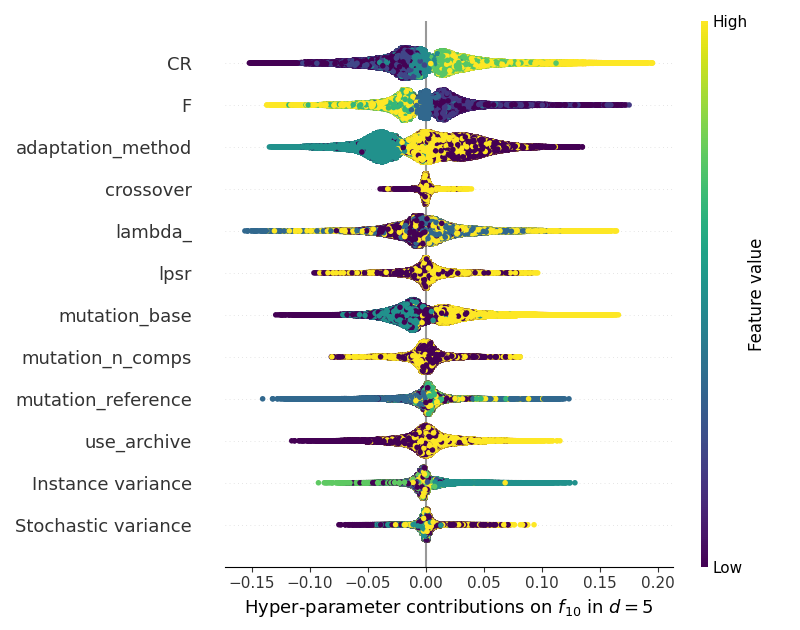 High
CR
F
adaptation_method
crossover
lambda_
lpsr
mutation_base
mutation_n_comps
mutation_reference
use_archive
Instance variance
Stochastic variance
Feature value
Low
−0.15 −0.10 −0.05 0.00 0.05 0.10 0.15 0.20
Hyper-parameter contributions on f10 in d = 5